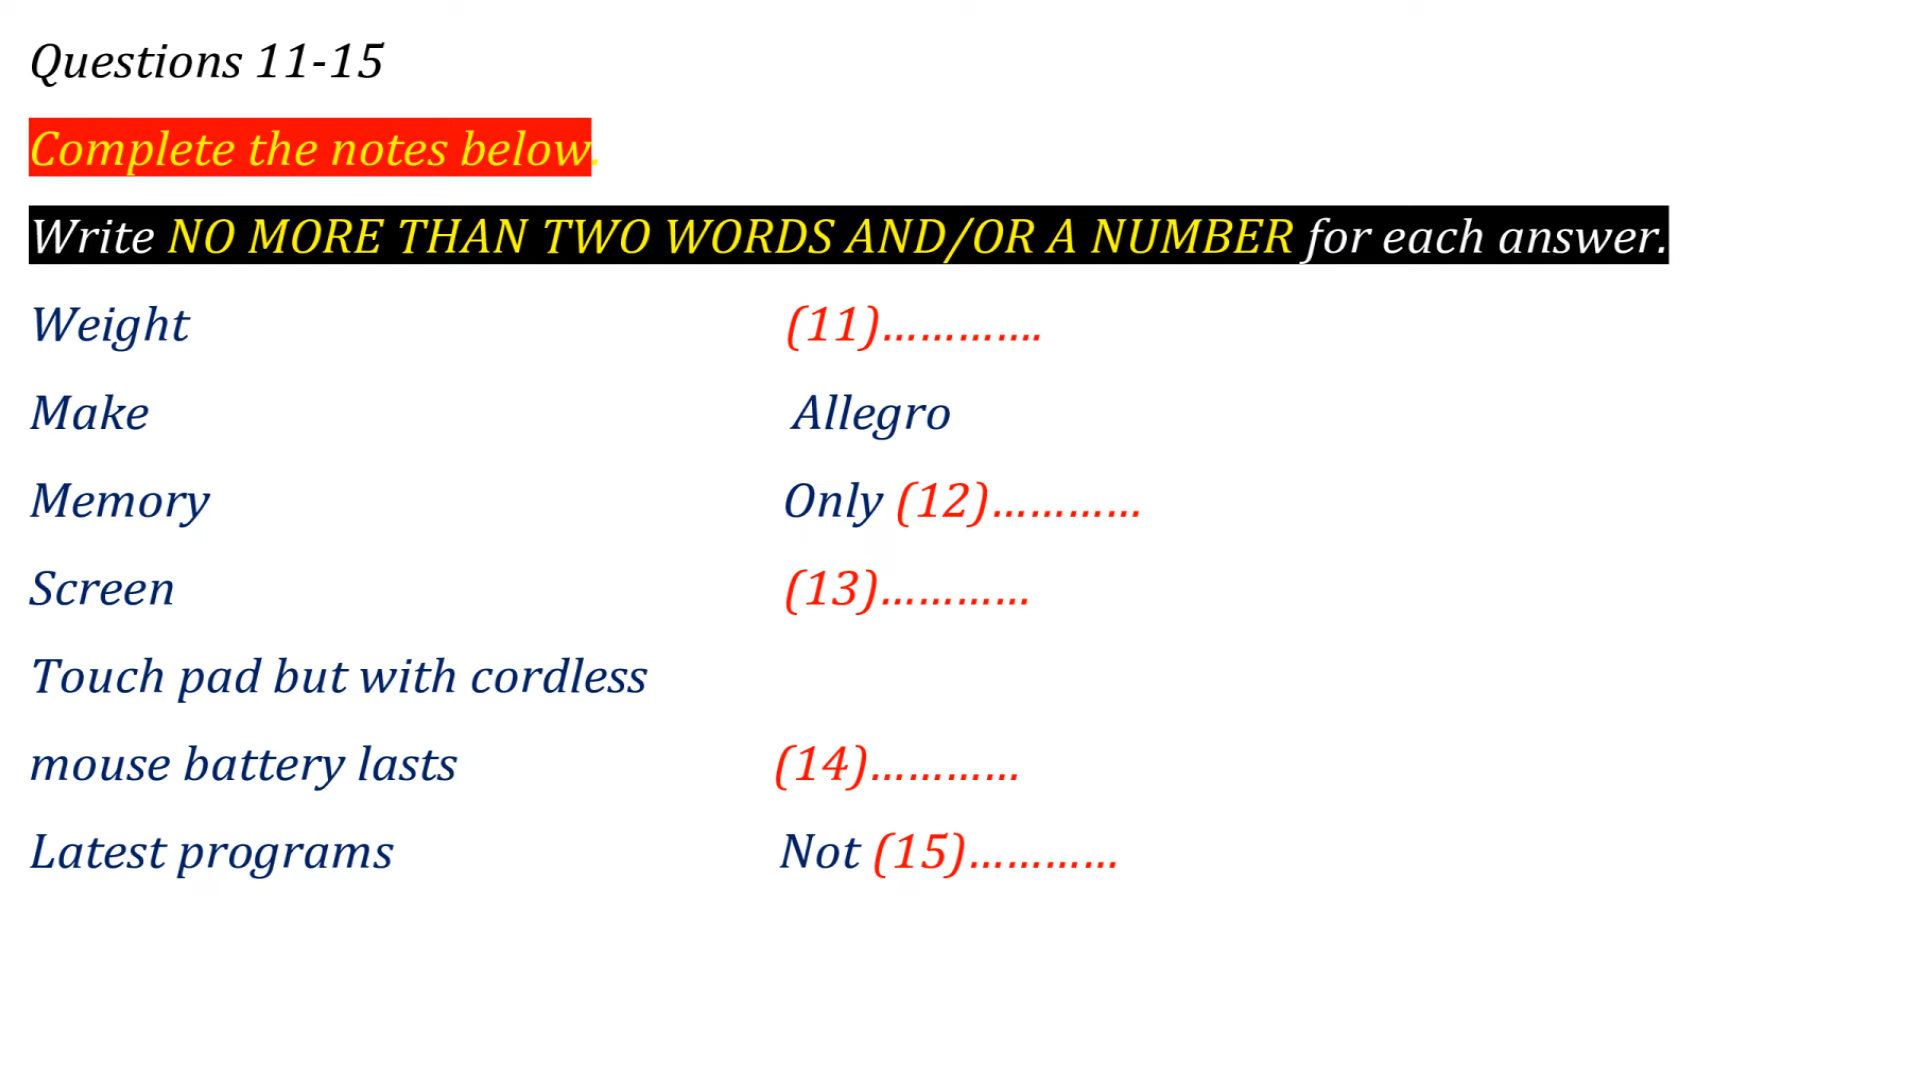 Questions 11-15
Complete the notes below.
Write NO MORE THAN TWO WORDS AND/OR A NUMBER for each answer.
Weight (11)………….
Make Allegro
Memory Only (12)…………
Screen (13)…………
Touch pad but with cordless
mouse battery lasts (14)…………
Latest programs Not (15)…………